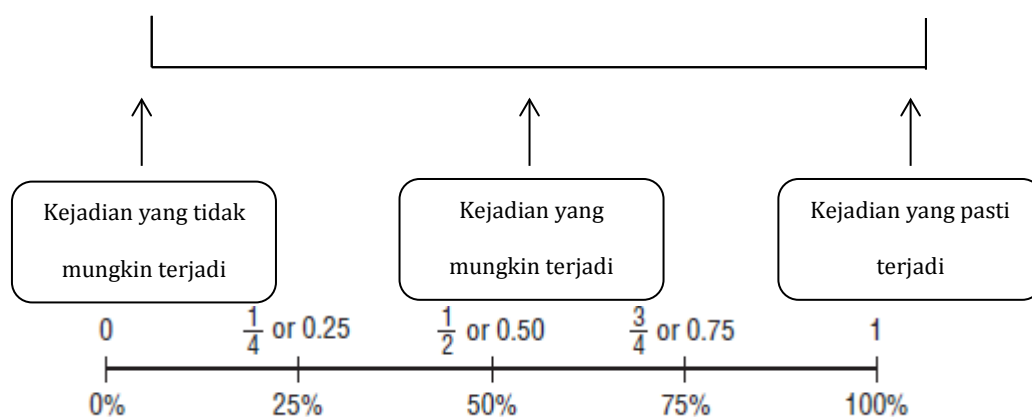 Kejadian yang tidak
mungkin terjadi
Kejadian yang
mungkin terjadi
Kejadian yang pasti
terjadi
0 1/4 or 0.25 1/2 or 0.50 3/4 or 0.75 1
0% 25% 50% 75% 100%